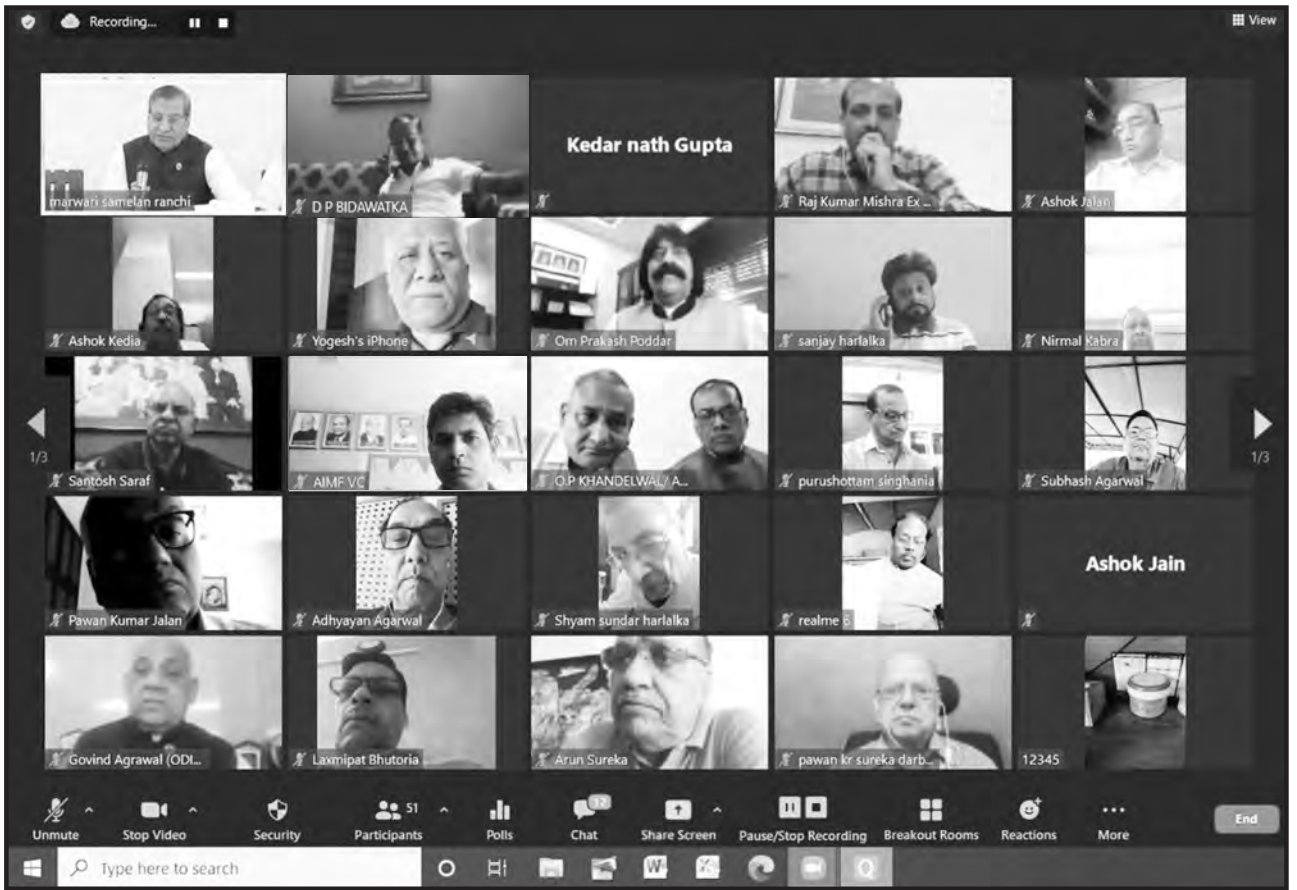 Recording...
View
marwari samelan ranchi
D P BIDAWATKA
Kedar nath Gupta
Raj Kumar Mishra Ex ...
Ashok Jalan
Ashok Kedia
Yogesh's iPhone
Om Prakash Poddar
sanjay harlalka
Nirmal Kabra
1/3
Santosh Saraf
AIMF VC
O.P KHANDELWAL/ A...
purushottam singhania
Subhash Agarwal
1/3
Pawan Kumar Jalan
Adhyayan Agarwal
Shyam sundar harlalka
realme 6
Ashok Jain
Govind Agrawal (ODI...
Laxmipat Bhutoria
Arun Sureka
pawan kr sureka darb...
12345
51
12
Unmute
Stop Video
Security
Participants
Polls
Chat
Share Screen
Pause/Stop Recording
Breakout Rooms
Reactions
More
End
Type here to search